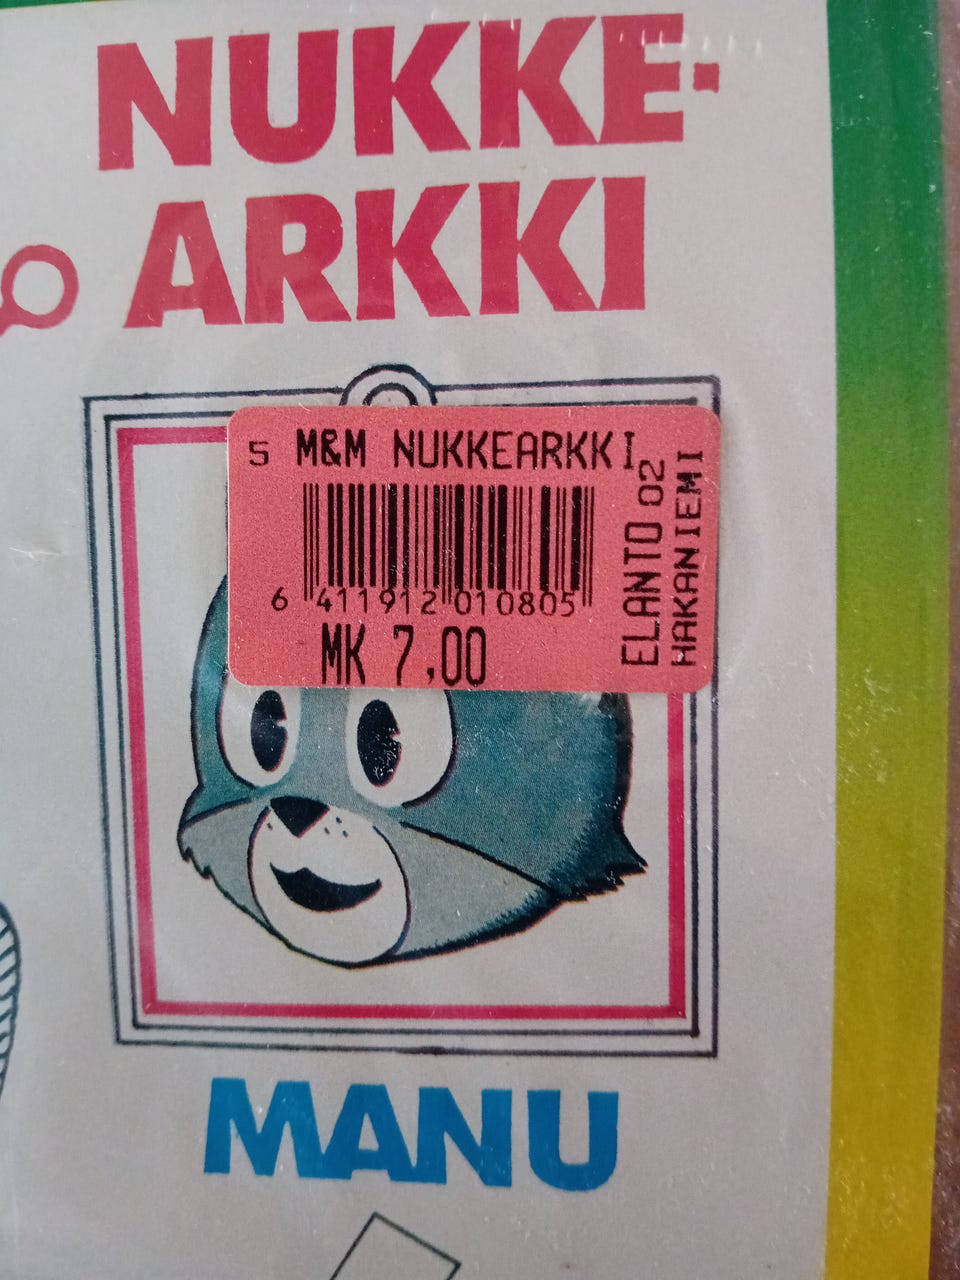 NUKKE-
ARKKI
5 M&M NUKKEARKKI
6 411912 010805
MK 7,00
ELANTO 02
HAKANIEMI
MANU